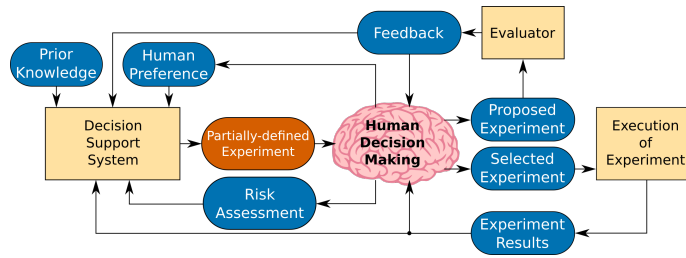 Feedback
Evaluator
Prior
Knowledge
Human
Preference
Decision
Support
System
Partially-defined
Experiment
Human
Decision
Making
Proposed
Experiment
Selected
Experiment
Execution
of
Experiment
Risk
Assessment
Experiment
Results